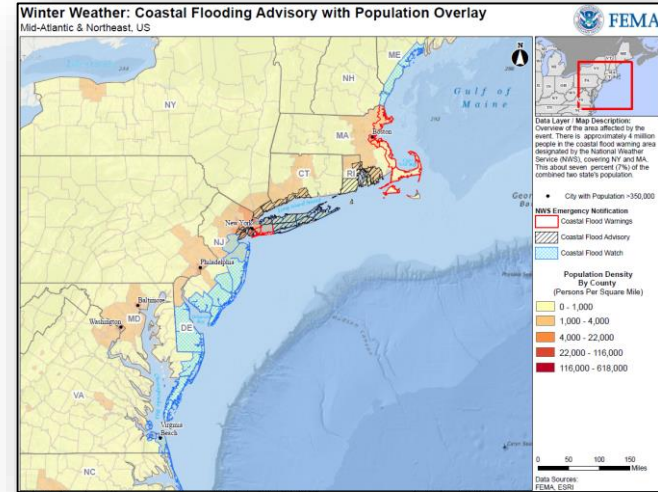 Winter Weather: Coastal Flooding Advisory with Population Overlay
Mid-Atlantic & Northeast, US
FEMA
N
ME
NH
NY
MA
Boston
CT
RI
Gulf of
Maine
New York
NJ
Philadelphia
Baltimore
Washington
MD
DE
VA
Virginia
Beach
NC
Data Layer / Map Description:
Overview of the area affected by the
event. There is approximately 4 million
people in the coastal flood warning area
designated by the National Weather
Service (NWS), covering NY and MA.
This about seven percent (7%) of the
combined two state's population.
City with Population >350,000
NWS Emergency Notification
Coastal Flood Warnings
Coastal Flood Advisory
Coastal Flood Watch
Population Density
By County
(Persons Per Square Mile)
0 - 1,000
1,000 - 4,000
4,000 - 22,000
22,000 - 116,000
116,000 - 618,000
0 50 100 150
Miles
Data Sources:
FEMA, ESRI